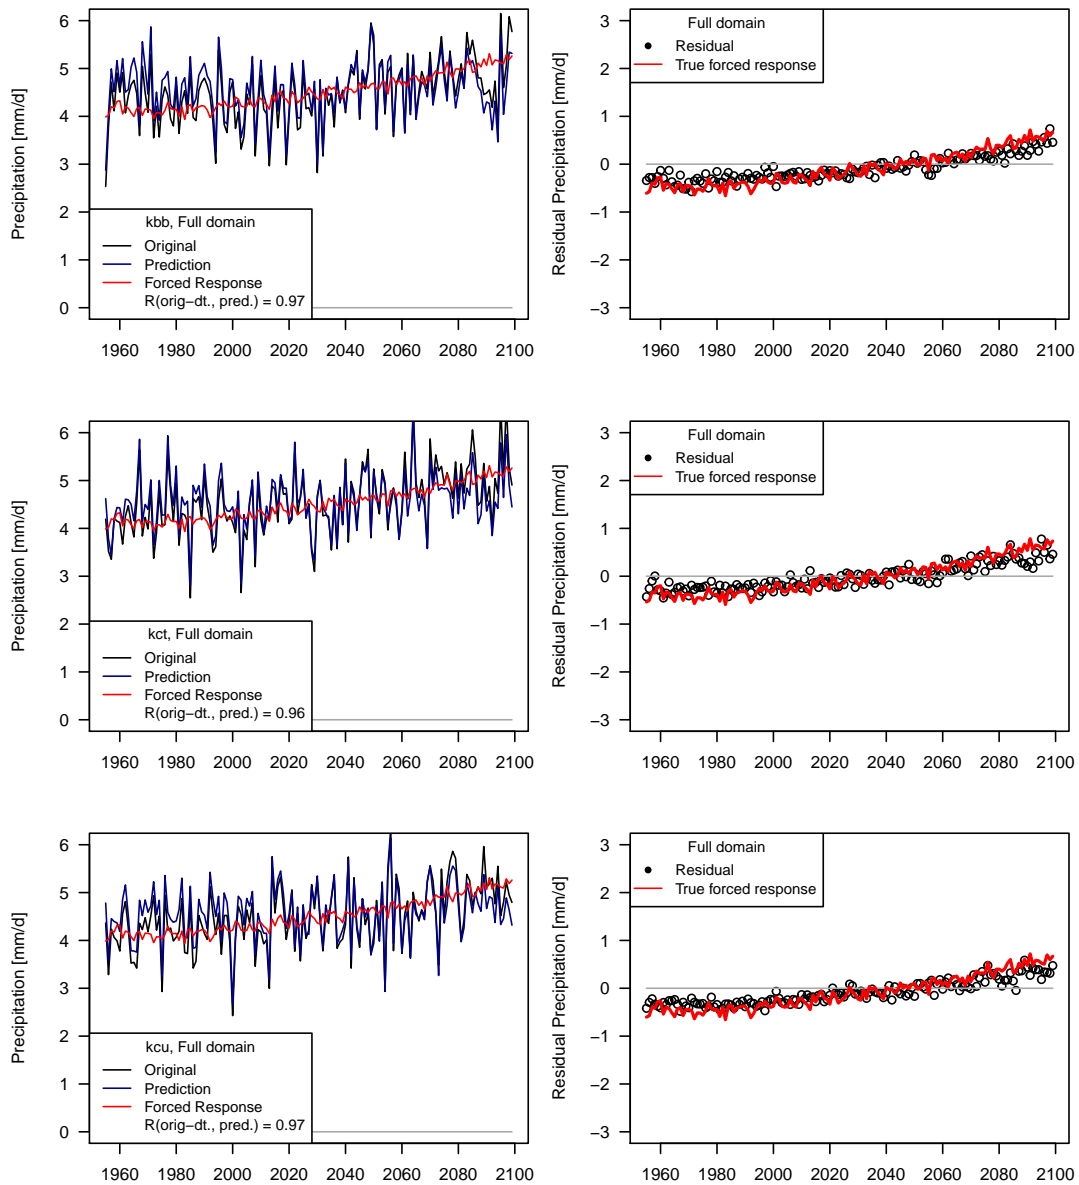 Precipitation [mm/d]
6
5
4
3
2
1
0
kbb, Full domain
Original
Prediction
Forced Response
R(orig−dt., pred.) = 0.97
1960 1980 2000 2020 2040 2060 2080 2100
Residual Precipitation [mm/d]
3
2
1
0
−1
−2
−3
Full domain
Residual
True forced response
1960 1980 2000 2020 2040 2060 2080 2100
Precipitation [mm/d]
6
5
4
3
2
1
0
kct, Full domain
Original
Prediction
Forced Response
R(orig−dt., pred.) = 0.96
1960 1980 2000 2020 2040 2060 2080 2100
Residual Precipitation [mm/d]
3
2
1
0
−1
−2
−3
Full domain
Residual
True forced response
1960 1980 2000 2020 2040 2060 2080 2100
Precipitation [mm/d]
6
5
4
3
2
1
0
kcu, Full domain
Original
Prediction
Forced Response
R(orig−dt., pred.) = 0.97
1960 1980 2000 2020 2040 2060 2080 2100
Residual Precipitation [mm/d]
3
2
1
0
−1
−2
−3
Full domain
Residual
True forced response
1960 1980 2000 2020 2040 2060 2080 2100